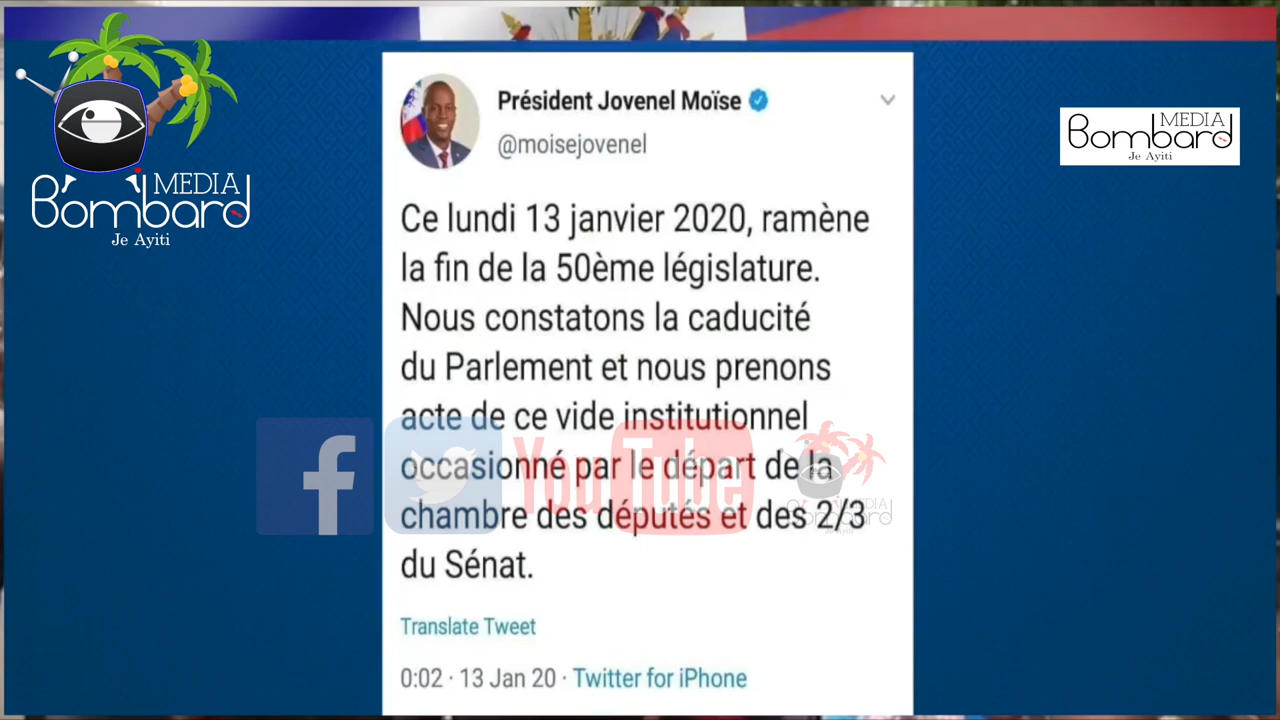 MEDIA
Bombard
Je Ayiti
MEDIA
Bombard
Je Ayiti
Président Jovenel Moïse
@moisejovenel
Ce lundi 13 janvier 2020, ramène
la fin de la 50ème législature.
Nous constatons la caducité
du Parlement et nous prenons
acte de ce vide institutionnel
occasionné par le départ de la
chambre des députés et des 2/3
du Sénat.
f
YouTube
MEDIA
Bombard
Translate Tweet
0:02 · 13 Jan 20 · Twitter for iPhone